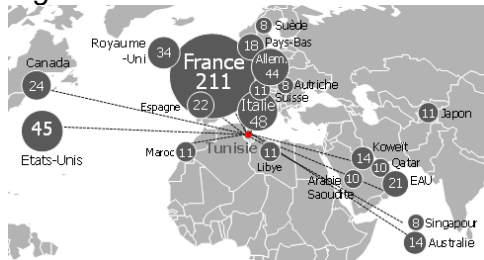 8 Suède
Royaume
-Uni
34
18 Pays-Bas
Canada
24
France
211
Allem.
44
8 Autriche
11
Suisse
Espagne
22
Italie
48
11 Japon
45
Etats-Unis
Tunisie
Maroc 11
11
Libye
14
Koweït
10
Qatar
Arabie
Saoudite
10
21 EAU
8 Singapour
14 Australie